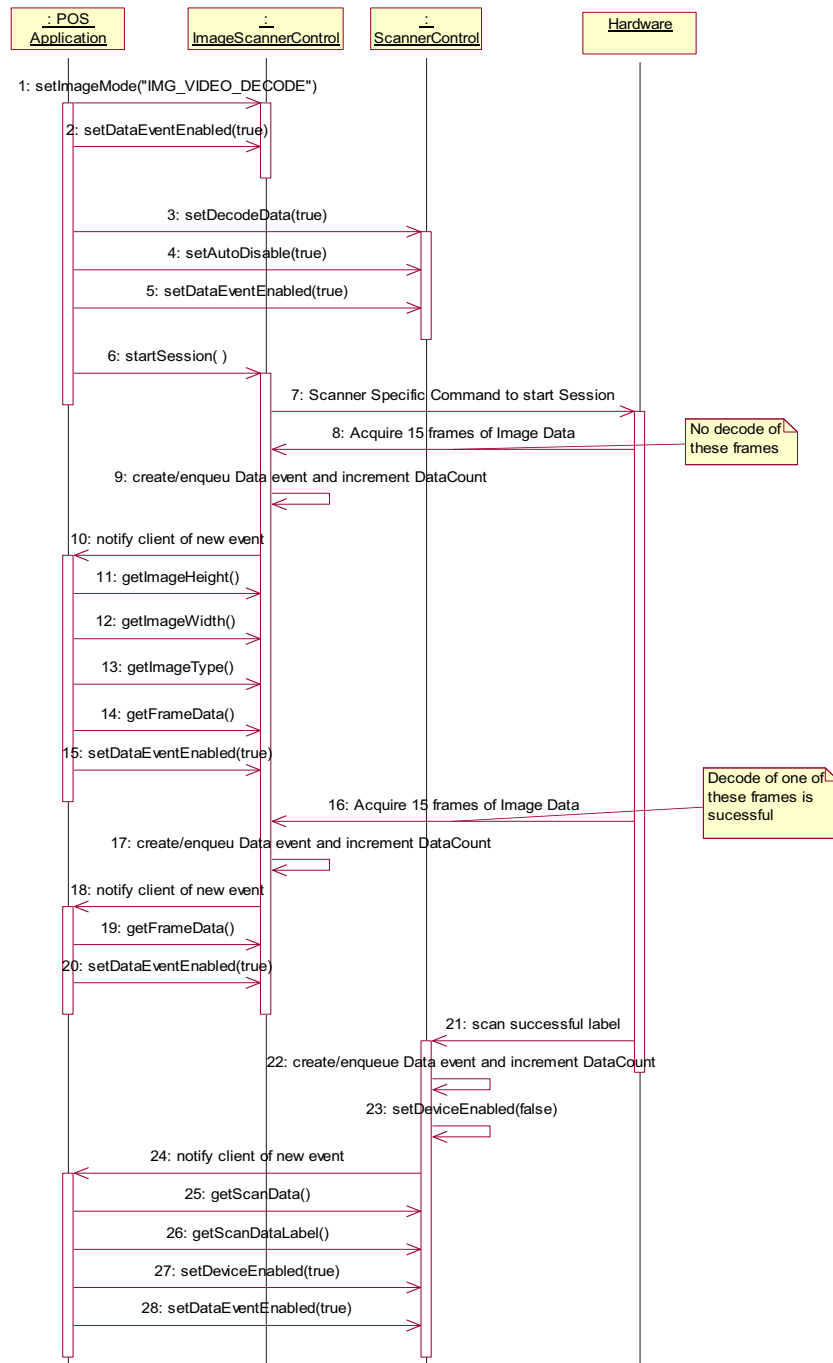 : POS
Application
:
ImageScannerControl
:
ScannerControl
Hardware
1: setImageMode("IMG_VIDEO_DECODE")
2: setDataEventEnabled(true)
3: setDecodeData(true)
4: setAutoDisable(true)
5: setDataEventEnabled(true)
6: startSession( )
7: Scanner Specific Command to start Session
8: Acquire 15 frames of Image Data
No decode of
these frames
9: create/enqueu Data event and increment DataCount
10: notify client of new event
11: getImageHeight()
12: getImageWidth()
13: getImageType()
14: getFrameData()
15: setDataEventEnabled(true)
Decode of one of
these frames is
sucessful
16: Acquire 15 frames of Image Data
17: create/enqueu Data event and increment DataCount
18: notify client of new event
19: getFrameData()
20: setDataEventEnabled(true)
21: scan successful label
22: create/enqueue Data event and increment DataCount
23: setDeviceEnabled(false)
24: notify client of new event
25: getScanData()
26: getScanDataLabel()
27: setDeviceEnabled(true)
28: setDataEventEnabled(true)